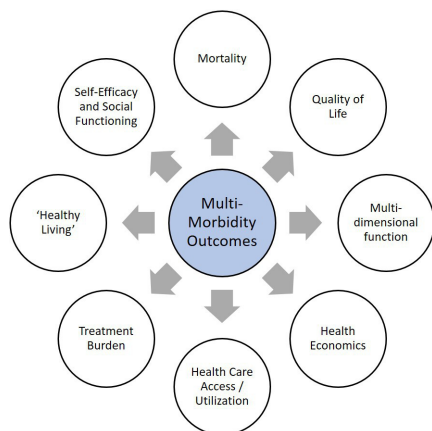 Mortality
Quality of
Life
Multi-
dimensional
function
Health
Economics
Health Care
Access /
Utilization
Treatment
Burden
‘Healthy
Living’
Self-Efficacy
and Social
Functioning
Multi-
Morbidity
Outcomes